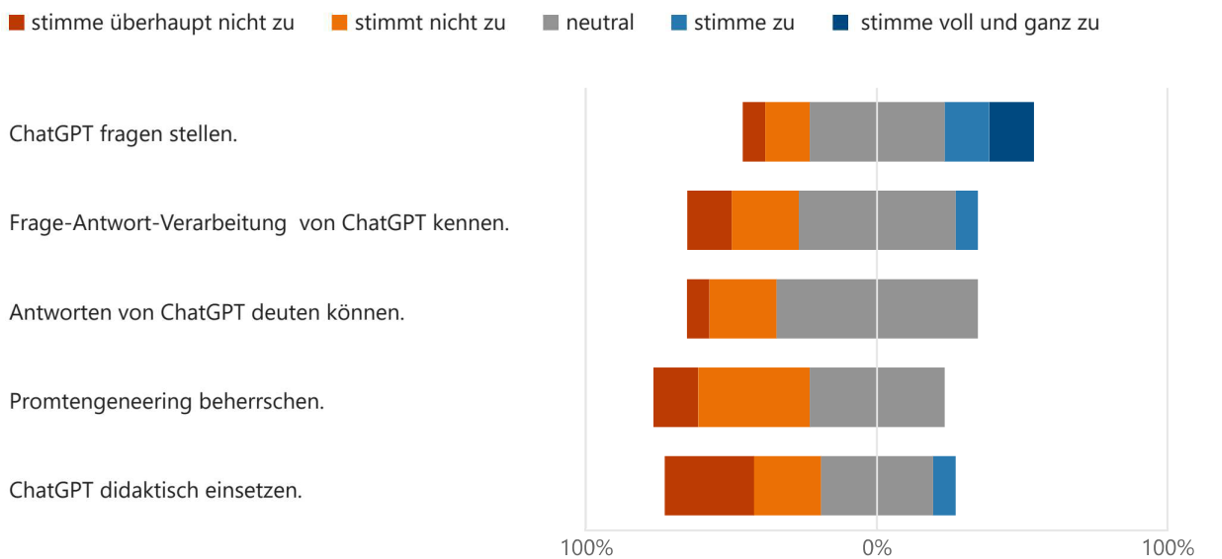 stimme überhaupt nicht zu stimmt nicht zu neutral stimme zu stimme voll und ganz zu
ChatGPT fragen stellen.
Frage-Antwort-Verarbeitung von ChatGPT kennen.
Antworten von ChatGPT deuten können.
Promtengeneering beherrschen.
ChatGPT didaktisch einsetzen.
100% 0% 100%